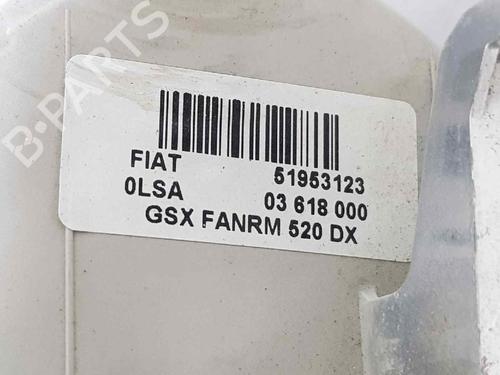 B-PARTS
FIAT 51953123
0LSA 03 618 000
GSX FANRM 520 DX